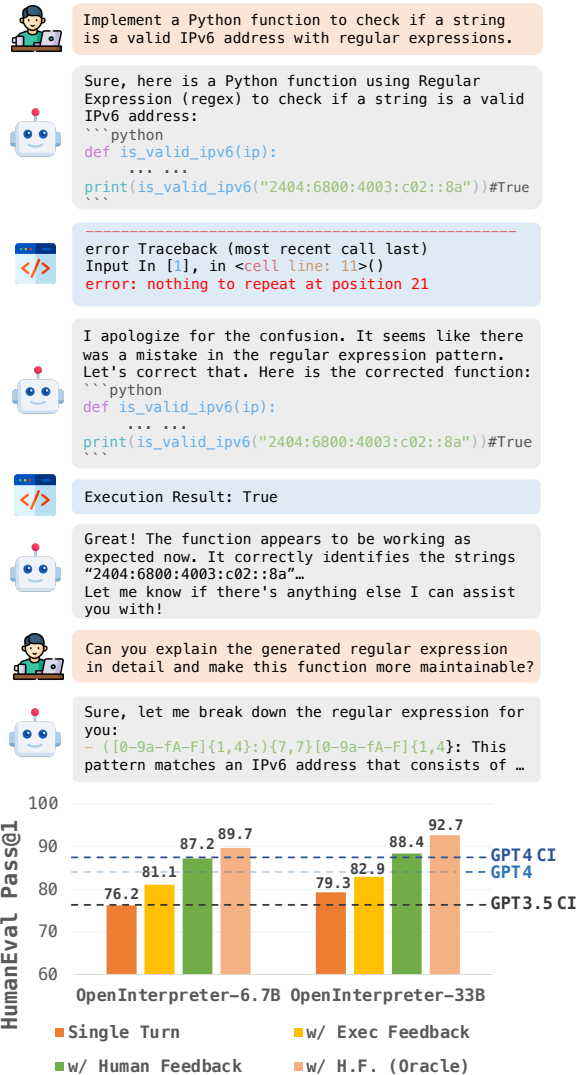 Implement a Python function to check if a string
is a valid IPv6 address with regular expressions.
Sure, here is a Python function using Regular
Expression (regex) to check if a string is a valid
IPv6 address:
```python
def is_valid_ipv6(ip):
... ...
print(is_valid_ipv6("2404:6800:4003:c02::8a"))#True
```
</>
--------------------------------------------------
error Traceback (most recent call last)
Input In [1], in <cell line: 11>()
error: nothing to repeat at position 21
I apologize for the confusion. It seems like there
was a mistake in the regular expression pattern.
Let's correct that. Here is the corrected function:
```python
def is_valid_ipv6(ip):
... ...
print(is_valid_ipv6("2404:6800:4003:c02::8a"))#True
```
</>
Execution Result: True
Great! The function appears to be working as
expected now. It correctly identifies the strings
“2404:6800:4003:c02::8a”…
Let me know if there's anything else I can assist
you with!
Can you explain the generated regular expression
in detail and make this function more maintainable?
Sure, let me break down the regular expression for
you:
- ([0-9a-fA-F]{1,4}:){7,7}[0-9a-fA-F]{1,4}: This
pattern matches an IPv6 address that consists of …
HumanEval Pass@1
100
90
80
70
60
76.2
81.1
87.2
89.7
79.3
82.9
88.4
92.7
GPT4 CI
GPT4
GPT3.5 CI
OpenInterpreter-6.7B
OpenInterpreter-33B
Single Turn
w/ Exec Feedback
w/ Human Feedback
w/ H.F. (Oracle)